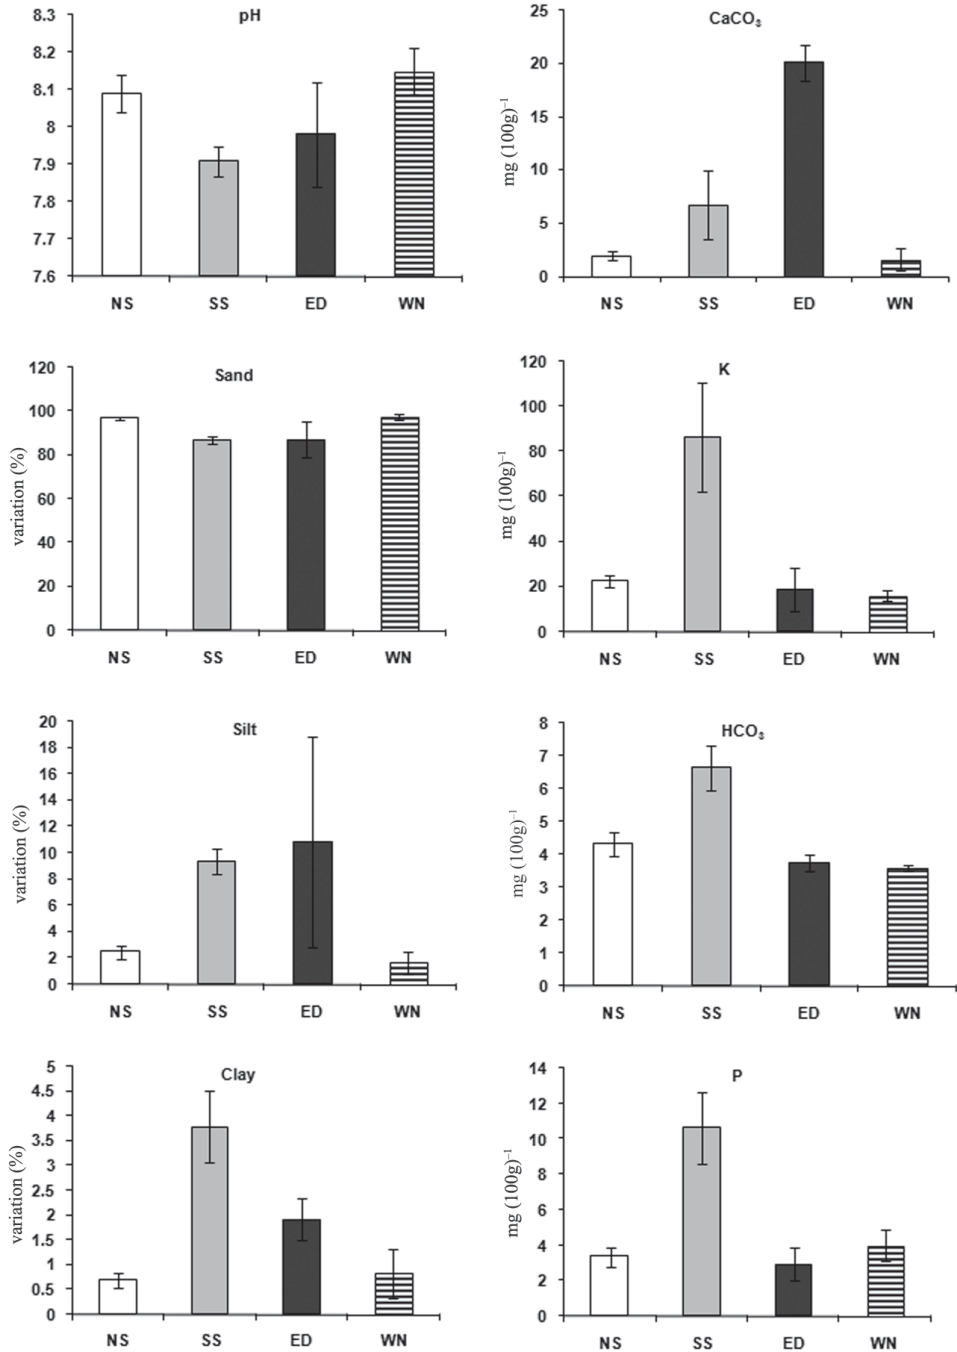 pH
8.3
8.2
8.1
8
7.9
7.8
7.7
7.6
NS SS ED WN
CaCO₃
mg (100g)⁻¹
25
20
15
10
5
0
NS SS ED WN
Sand
variation (%)
120
100
80
60
40
20
0
NS SS ED WN
K
mg (100g)⁻¹
120
100
80
60
40
20
0
NS SS ED WN
Silt
variation (%)
20
18
16
14
12
10
8
6
4
2
0
NS SS ED WN
HCO₃
mg (100g)⁻¹
8
7
6
5
4
3
2
1
0
NS SS ED WN
Clay
variation (%)
5
4.5
4
3.5
3
2.5
2
1.5
1
0.5
0
NS SS ED WN
P
mg (100g)⁻¹
14
12
10
8
6
4
2
0
NS SS ED WN